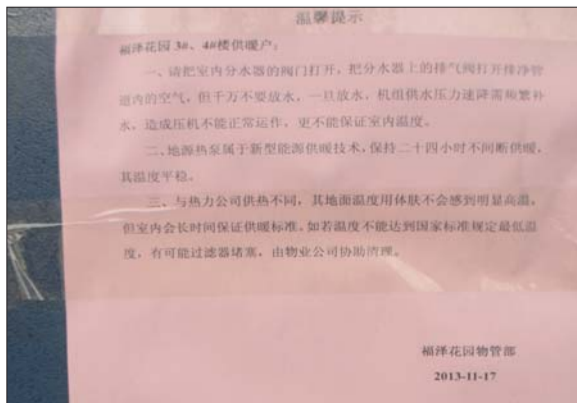 温馨提示
福泽花园 3#、4#楼供暖户：
一、请把室内分水器的阀门打开，把分水器上的排气阀打开排净管
道内的空气，但千万不要放水，一旦放水，机组供水压力速降需频繁补
水，造成压机不能正常运作，更不能保证室内温度。
二、地源热泵属于新型能源供暖技术，保持二十四小时不间断供暖，
其温度平稳。
三、与热力公司供热不同，其地面温度用体肤不会感到明显高温，
但室内会长时间保证供暖标准。如若温度不能达到国家标准规定最低温
度，有可能过滤器堵塞，由物业公司协助清理。
福泽花园物管部
2013-11-17